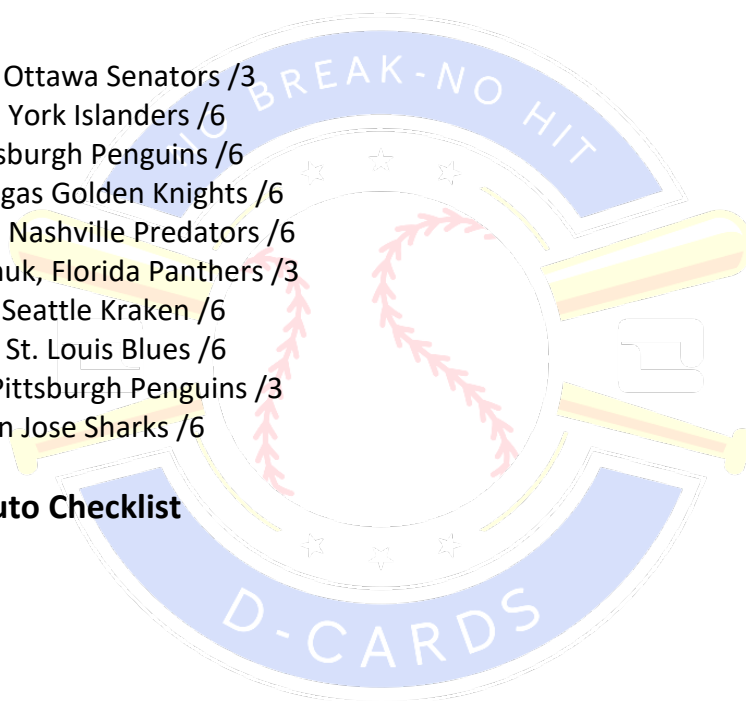 Ottawa Senators /3
York Islanders /6
sburgh Penguins /6
gas Golden Knights /6
Nashville Predators /6
uk, Florida Panthers /3
Seattle Kraken /6
St. Louis Blues /6
Pittsburgh Penguins /3
n Jose Sharks /6
uto Checklist
NO BREAK-NO HIT
D-CARDS